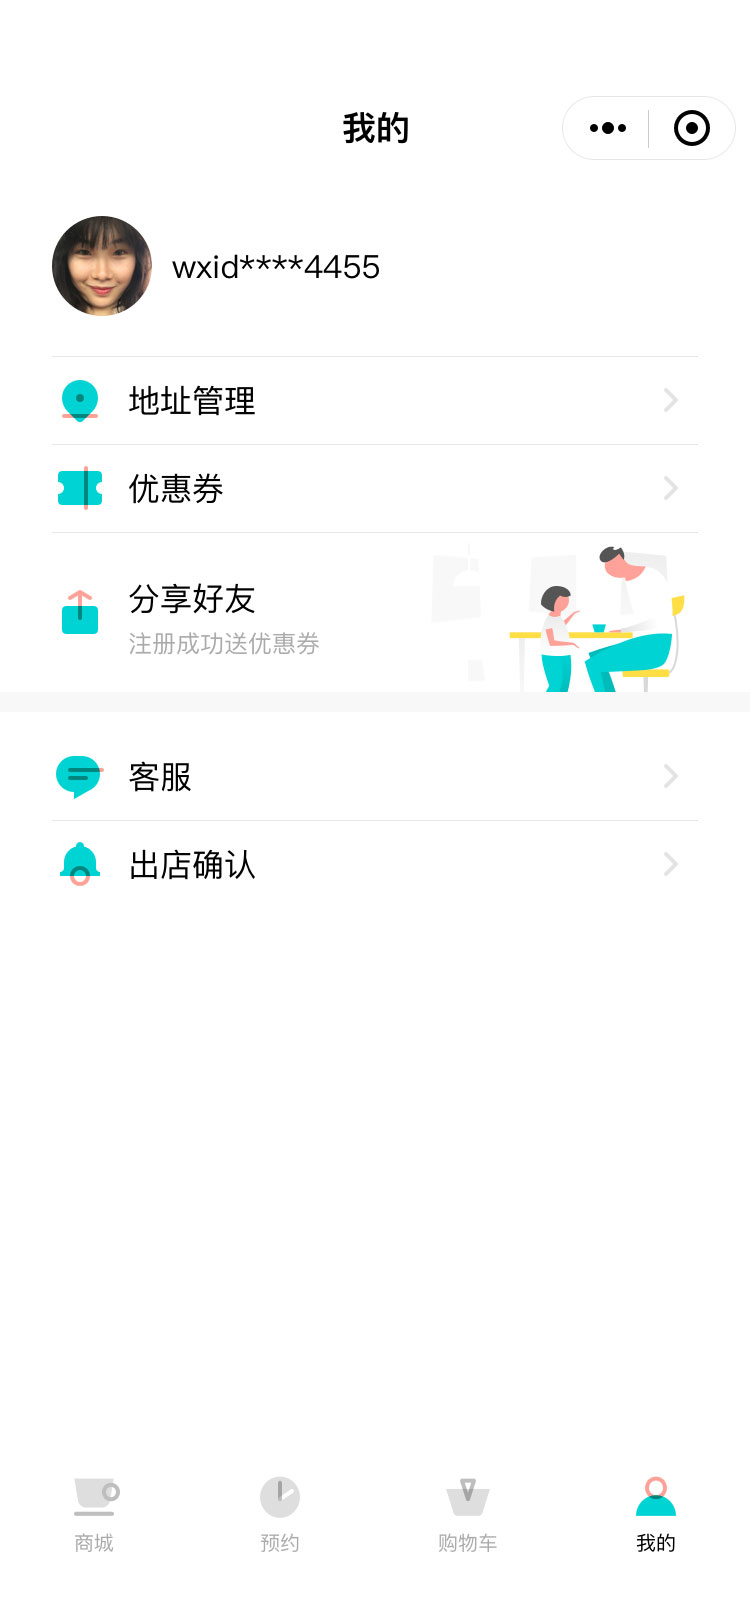 我的
wxid****4455
地址管理
优惠券
分享好友
注册成功送优惠券
客服
出店确认
商城
预约
购物车
我的